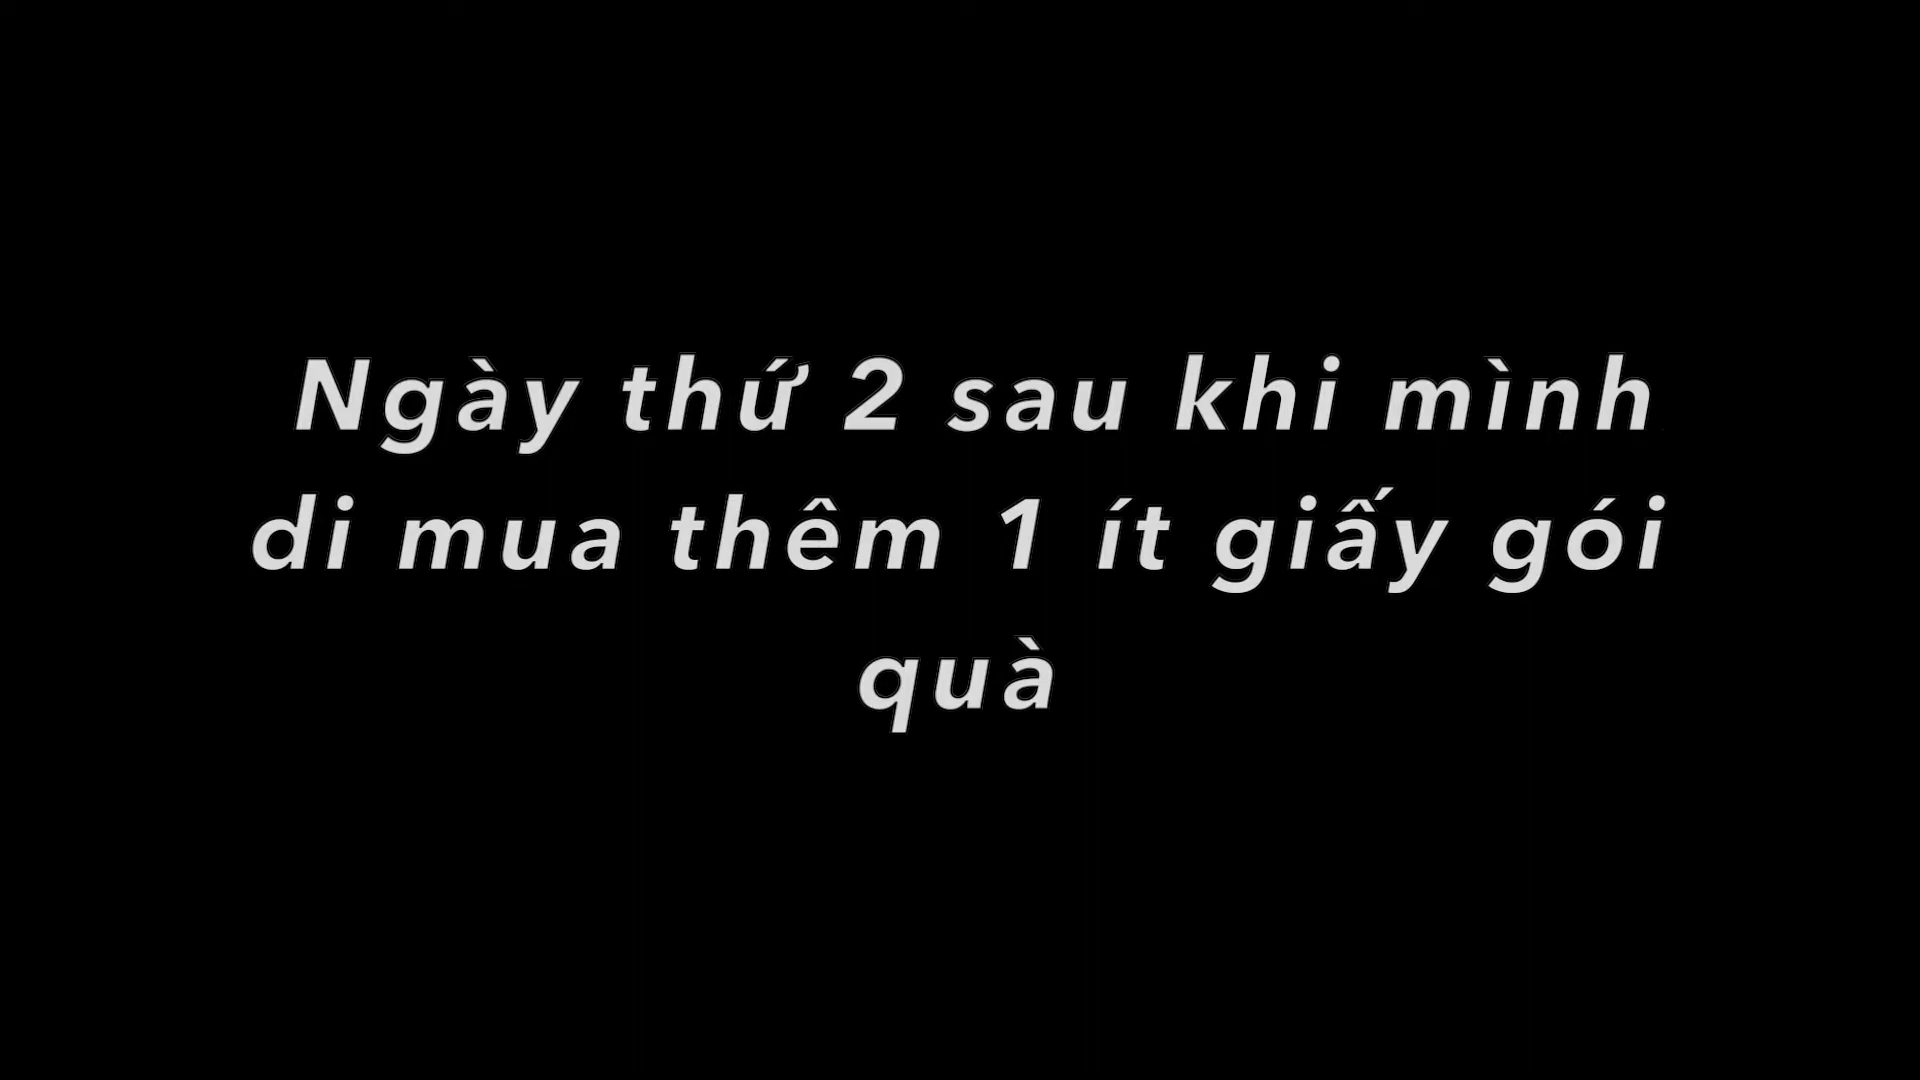 Ngày thứ 2 sau khi mình
di mua thêm 1 ít giấy gói
quà